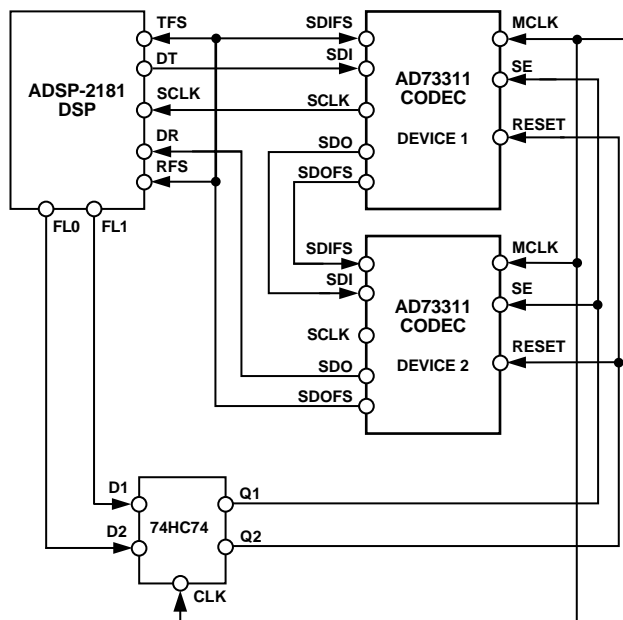 TFS
DT
SCLK
DR
RFS
ADSP-2181
DSP
FL0
FL1
SDIFS
SDI
SCLK
SDO
SDOFS
AD73311
CODEC
DEVICE 1
MCLK
SE
RESET
SDIFS
SDI
SCLK
SDO
SDOFS
AD73311
CODEC
DEVICE 2
MCLK
SE
RESET
D1
D2
74HC74
Q1
Q2
CLK